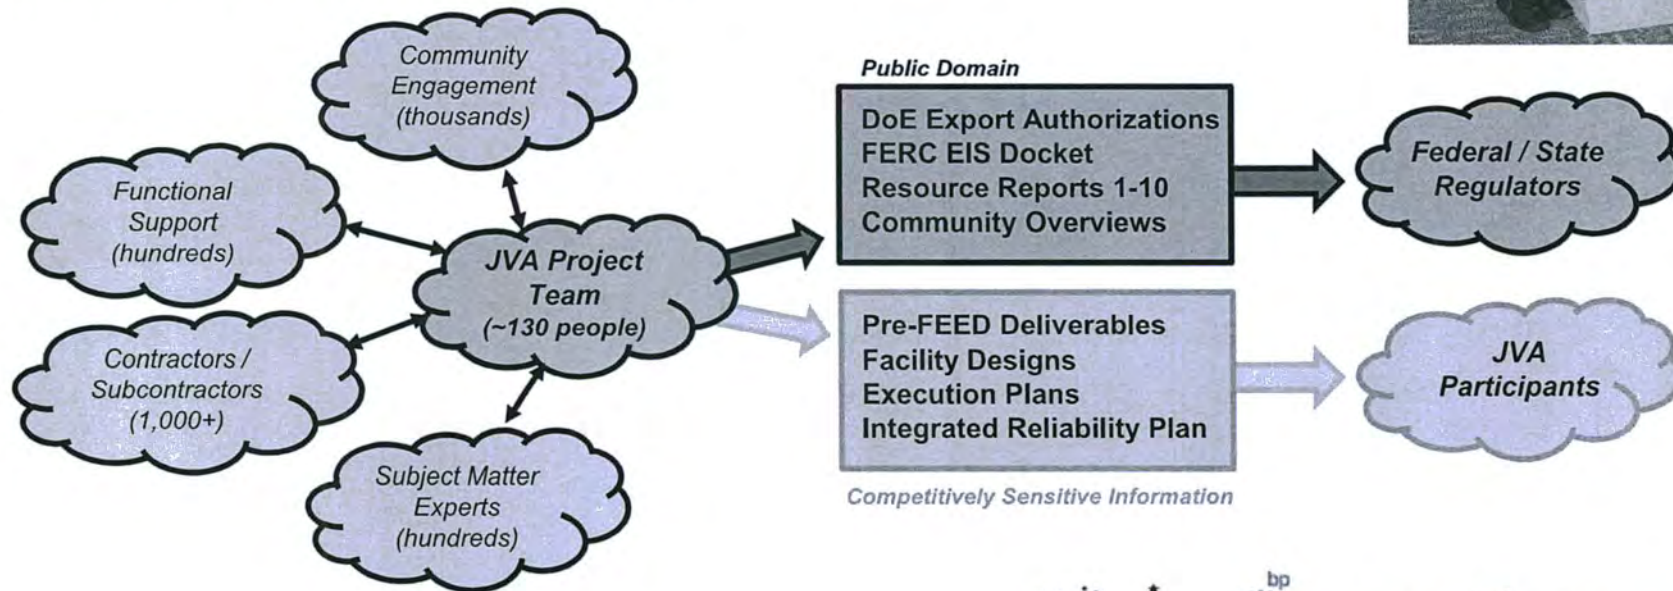 Community
Engagement
(thousands)
Functional
Support
(hundreds)
Contractors /
Subcontractors
(1,000+)
Subject Matter
Experts
(hundreds)
JVA Project
Team
(~130 people)
Public Domain
DoE Export Authorizations
FERC EIS Docket
Resource Reports 1-10
Community Overviews
Federal / State
Regulators
Pre-FEED Deliverables
Facility Designs
Execution Plans
Integrated Reliability Plan
Competitively Sensitive Information
JVA
Participants
bp